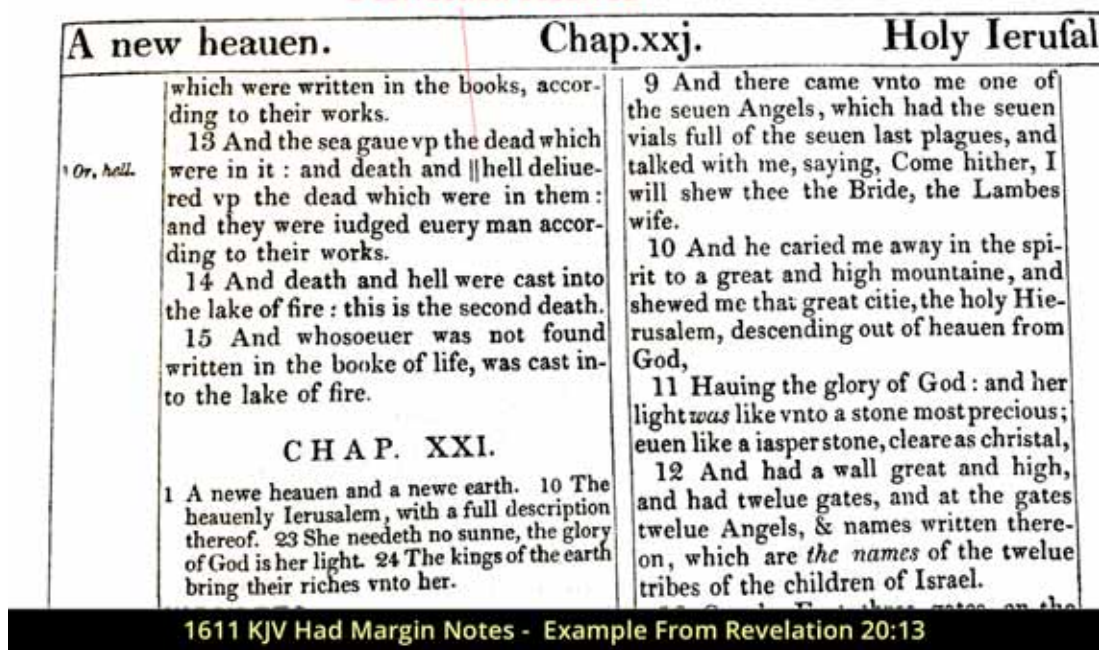 A new heauen.
Chap.xxj.
Holy Ierusal
which were written in the books, accor-
ding to their works.
13 And the sea gaue vp the dead which
were in it : and death and ||hell deliue-
red vp the dead which were in them :
and they were iudged euery man accor-
ding to their works.
14 And death and hell were cast into
the lake of fire : this is the second death.
15 And whosoeuer was not found
written in the booke of life, was cast in-
to the lake of fire.
Or, hell.
CHAP. XXI.
1 A newe heauen and a newe earth. 10 The
heauenly Ierusalem, with a full description
thereof. 23 She needeth no sunne, the glory
of God is her light. 24 The kings of the earth
bring their riches vnto her.
9 And there came vnto me one of
the seuen Angels, which had the seuen
vials full of the seuen last plagues, and
talked with me, saying, Come hither, I
will shew thee the Bride, the Lambes
wife.
10 And he caried me away in the spi-
rit to a great and high mountaine, and
shewed me that great citie, the holy Hie-
rusalem, descending out of heauen from
God,
11 Hauing the glory of God : and her
light was like vnto a stone most precious;
euen like a iasper stone, cleare as christal,
12 And had a wall great and high,
and had twelue gates, and at the gates
twelue Angels, & names written there-
on, which are the names of the twelue
tribes of the children of Israel.
1611 KJV Had Margin Notes - Example From Revelation 20:13